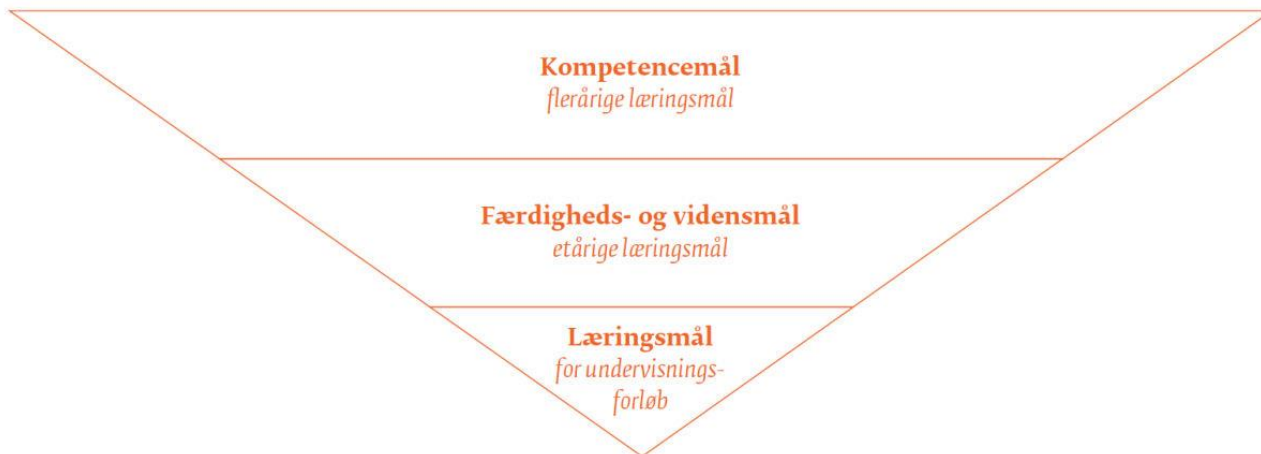 Kompetencemål
flerårige læringsmål
Færdigheds- og vidensmål
etårige læringsmål
Læringsmål
for undervisnings-
forløb